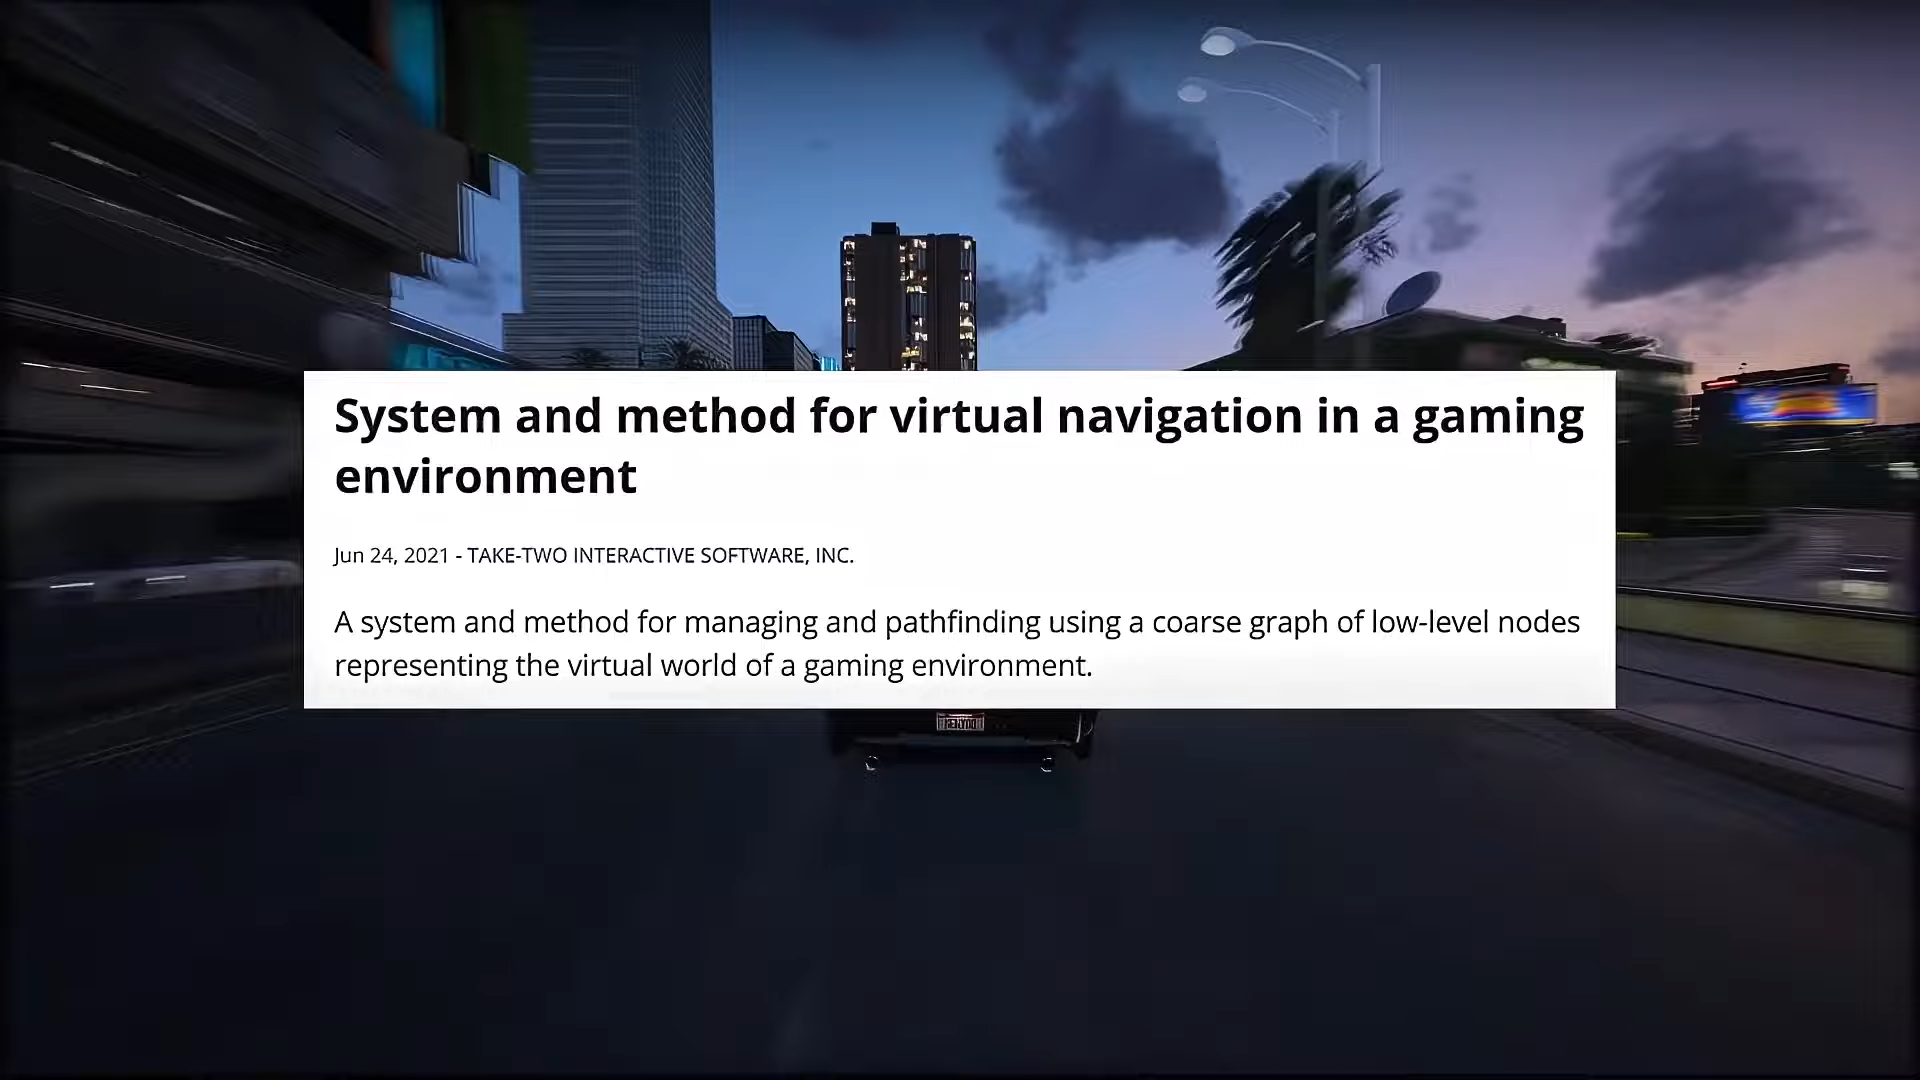 System and method for virtual navigation in a gaming
environment
Jun 24, 2021 - TAKE-TWO INTERACTIVE SOFTWARE, INC.
A system and method for managing and pathfinding using a coarse graph of low-level nodes
representing the virtual world of a gaming environment.